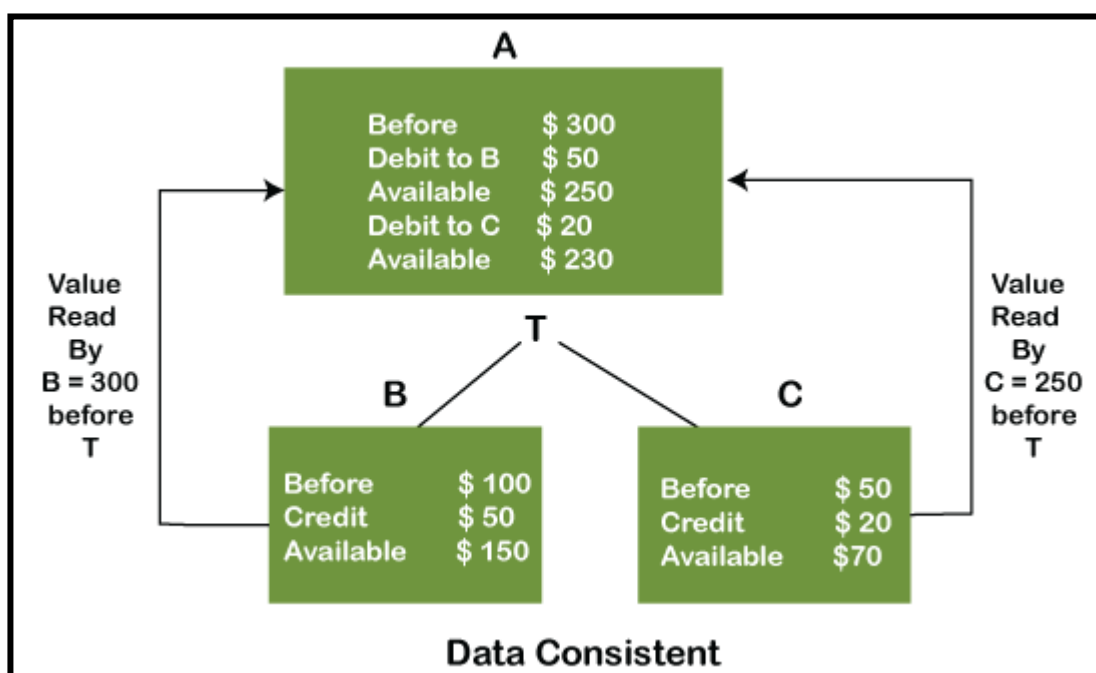 A
Before $ 300
Debit to B $ 50
Available $ 250
Debit to C $ 20
Available $ 230
Value
Read
By
B = 300
before
T
T
Value
Read
By
C = 250
before
T
B
Before $ 100
Credit $ 50
Available $ 150
C
Before $ 50
Credit $ 20
Available $70
Data Consistent